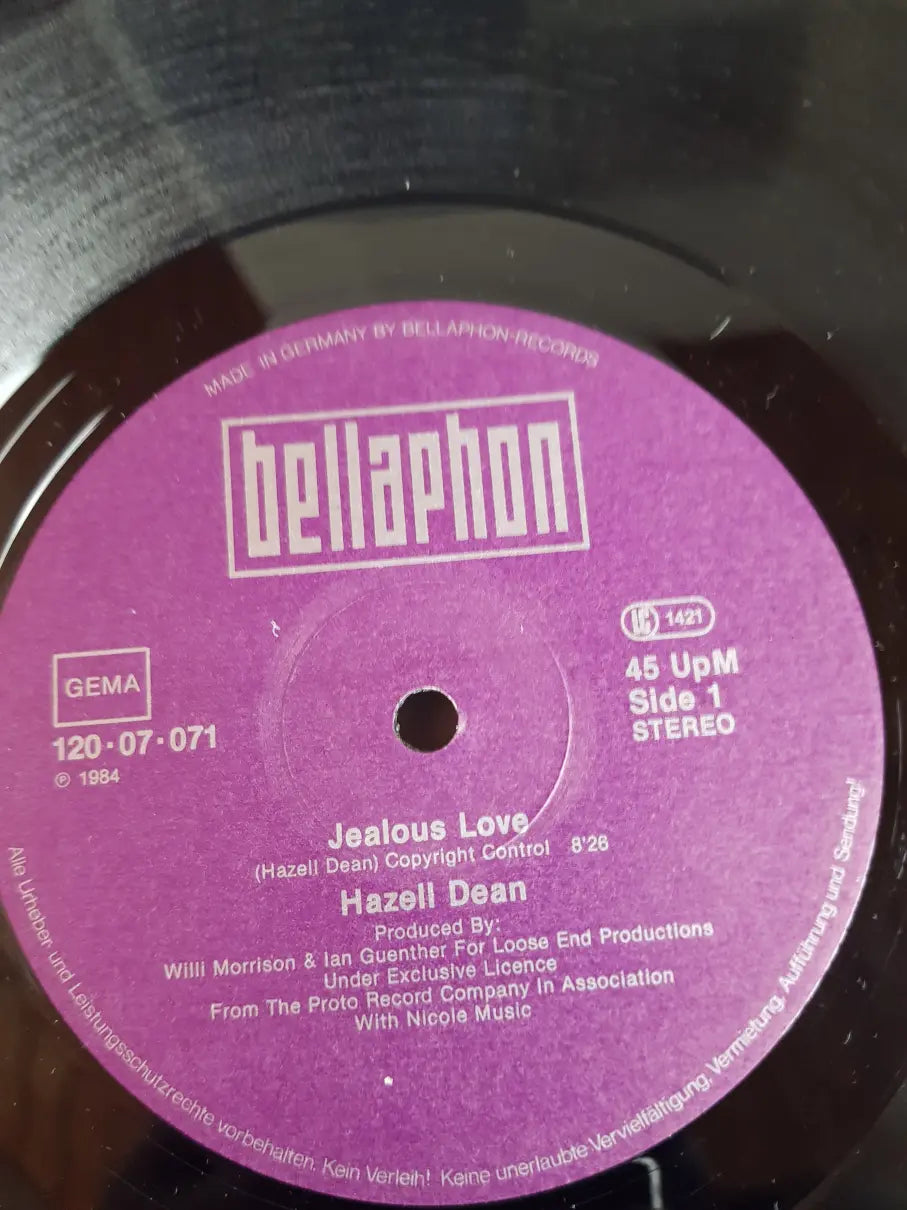 MADE IN GERMANY BY BELLAPHON-RECORDS
bellaphon
LC 1421
45 UpM
Side 1
STEREO
GEMA
120·07·071
℗ 1984
Jealous Love
(Hazell Dean) Copyright Control 8'26
Hazell Dean
Produced By:
Willi Morrison & Ian Guenther For Loose End Productions
Under Exclusive Licence
From The Proto Record Company In Association
With Nicole Music
Alle Urheber und Leistungsschutzrechte vorbehalten. Kein Verleih! Keine unerlaubte Vervielfältigung, Vermietung, Aufführung und Sendung!